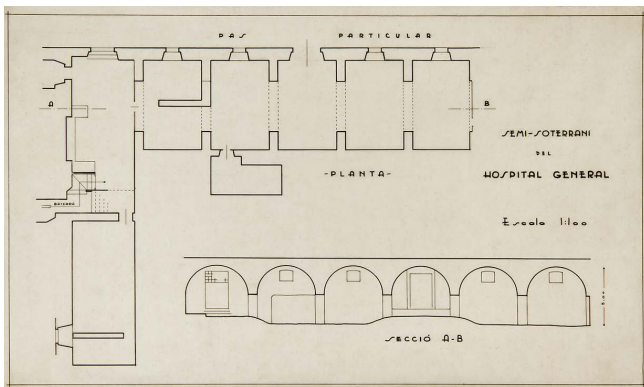 PAS PARTICULAR
A
B
SEMI-SOTERRANI
DEL
HOSPITAL GENERAL
-PLANTA-
Escala 1:100
SECCIÓ A-B